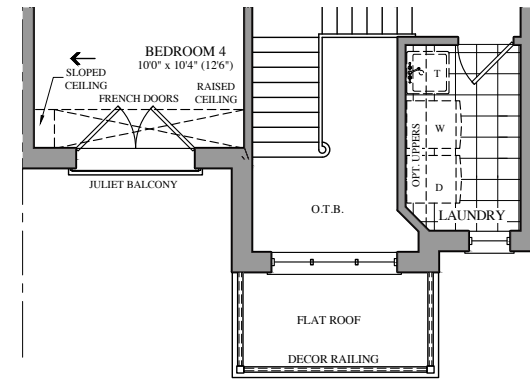 BEDROOM 4
10'0" x 10'4" (12'6")
SLOPED
CEILING
RAISED
CEILING
FRENCH DOORS
JULIET BALCONY
O.T.B.
T
W
D
OPT. UPPERS
LAUNDRY
FLAT ROOF
DECOR RAILING